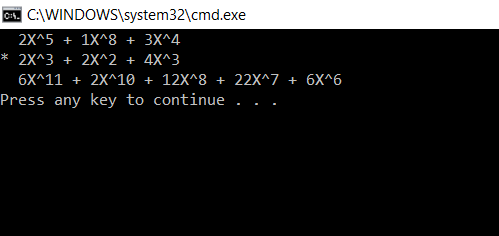 C:\WINDOWS\system32\cmd.exe
2X^5 + 1X^8 + 3X^4
* 2X^3 + 2X^2 + 4X^3
6X^11 + 2X^10 + 12X^8 + 22X^7 + 6X^6
Press any key to continue . . .